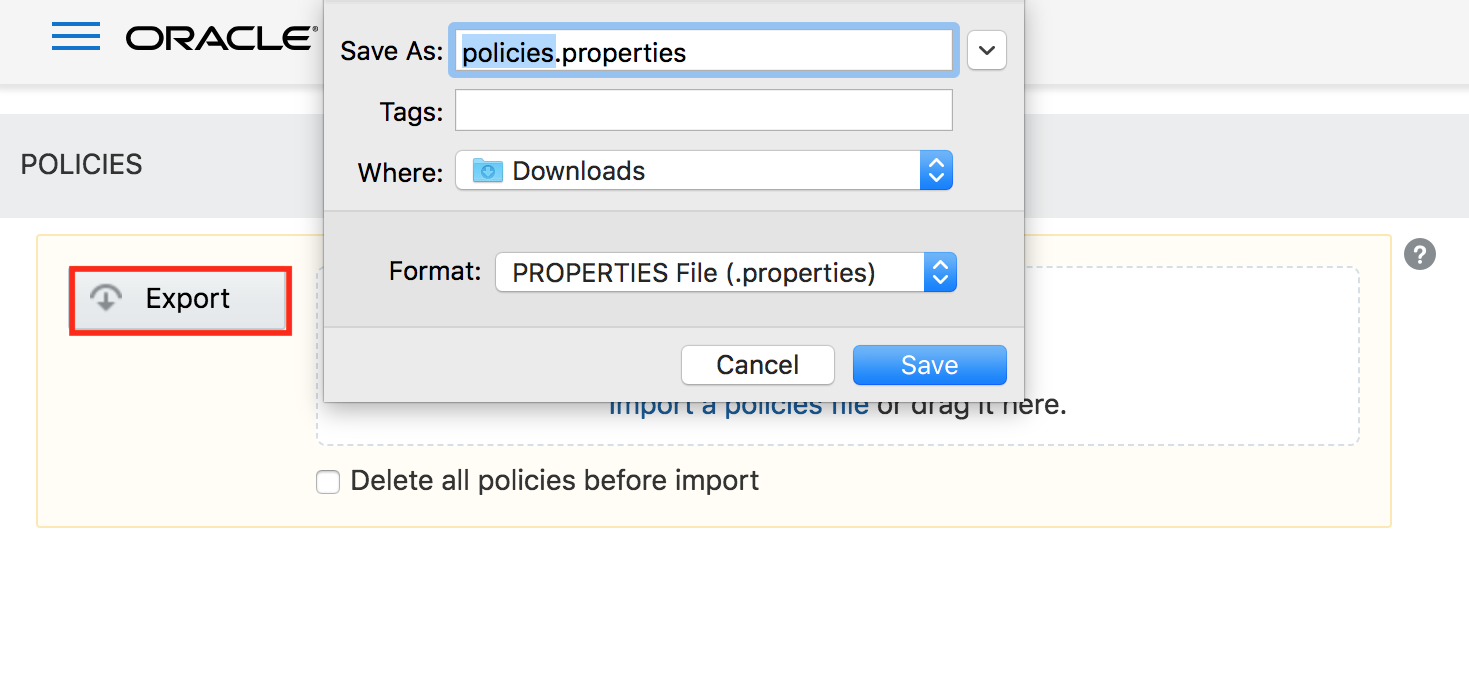 ORACLE®
Save As: policies.properties
Tags:
Where: Downloads
POLICIES
Format: PROPERTIES File (.properties)
Export
?
Cancel Save
Import a policies file or drag it here.
Delete all policies before import